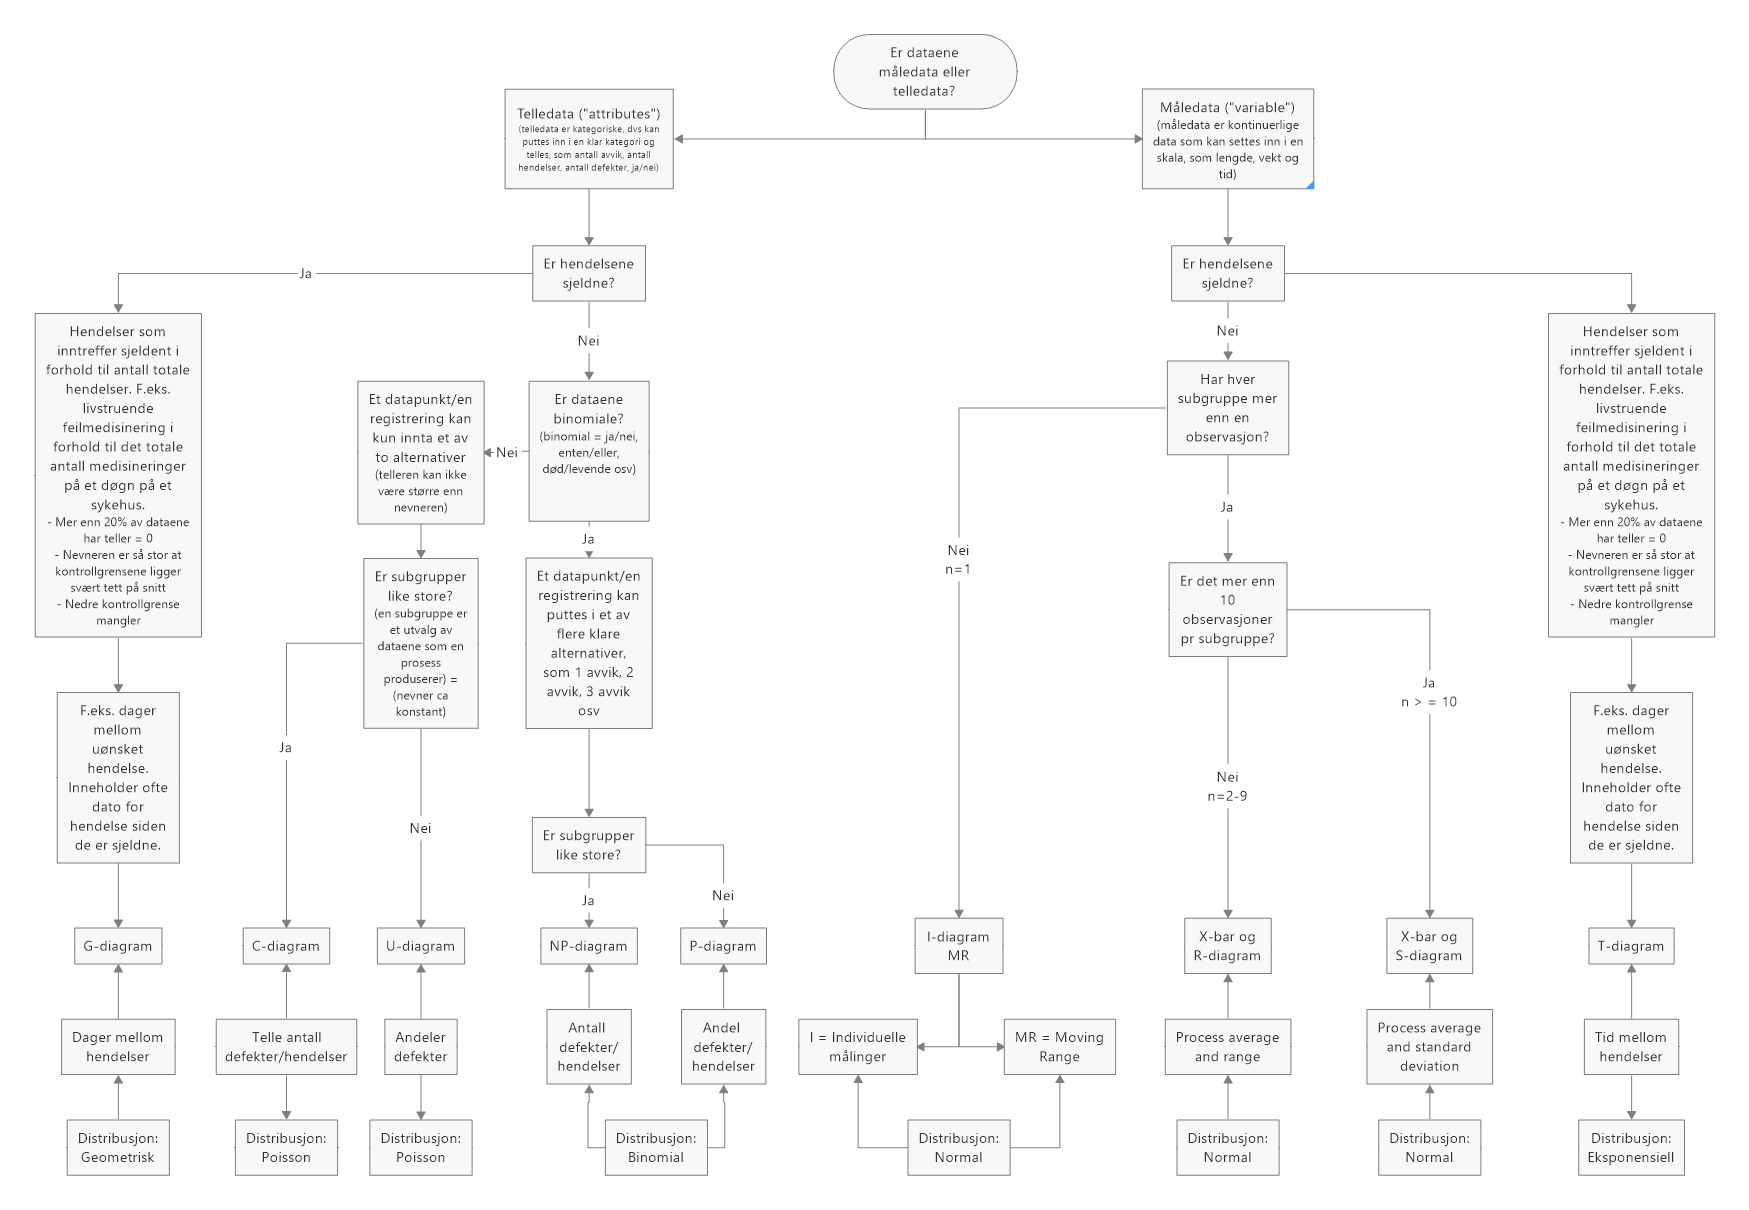 Er dataene
måledata eller
telledata?
Telledata ("attributes")
(telledata er kategoriske, dvs kan
puttes inn i en klar kategori og
telles, som antall avvik, antall
hendelser, antall defekter, ja/nei)
Måledata ("variable")
(måledata er kontinuerlige
data som kan settes inn i en
skala, som lengde, vekt og
tid)
Er hendelsene
sjeldne?
Ja
Nei
Er hendelsene
sjeldne?
Nei
Hendelser som
inntreffer sjeldent i
forhold til antall totale
hendelser. F.eks.
livstruende
feilmedisinering i
forhold til det totale
antall medisineringer
på et døgn på et
sykehus.
- Mer enn 20% av dataene
har teller = 0
- Nevneren er så stor at
kontrollgrensene ligger
svært tett på snitt
- Nedre kontrollgrense
mangler
Et datapunkt/en
registrering kan
kun innta et av
to alternativer
(telleren kan ikke
være større enn
nevneren)
Nei
Er dataene
binomiale?
(binomial = ja/nei,
enten/eller,
død/levende osv)
Ja
Har hver
subgruppe mer
enn en
observasjon?
Nei
n=1
Ja
Hendelser som
inntreffer sjeldent i
forhold til antall totale
hendelser. F.eks.
livstruende
feilmedisinering i
forhold til det totale
antall medisineringer
på et døgn på et
sykehus.
- Mer enn 20% av dataene
har teller = 0
- Nevneren er så stor at
kontrollgrensene ligger
svært tett på snitt
- Nedre kontrollgrense
mangler
Er subgrupper
like store?
(en subgruppe er
et utvalg av
dataene som en
prosess
produserer) =
(nevner ca
konstant)
Ja
Nei
Et datapunkt/en
registrering kan
puttes i et av
flere klare
alternativer,
som 1 avvik, 2
avvik, 3 avvik
osv
Er det mer enn
10
observasjoner
pr subgruppe?
Nei
n=2-9
Ja
n > = 10
F.eks. dager
mellom
uønsket
hendelse.
Inneholder ofte
dato for
hendelse siden
de er sjeldne.
Er subgrupper
like store?
Ja
Nei
F.eks. dager
mellom
uønsket
hendelse.
Inneholder ofte
dato for
hendelse siden
de er sjeldne.
G-diagram
C-diagram
U-diagram
NP-diagram
P-diagram
I-diagram
MR
X-bar og
R-diagram
X-bar og
S-diagram
T-diagram
Dager mellom
hendelser
Telle antall
defekter/hendelser
Andeler
defekter
Antall
defekter/
hendelser
Andel
defekter/
hendelser
I = Individuelle
målinger
MR = Moving
Range
Process average
and range
Process average
and standard
deviation
Tid mellom
hendelser
Distribusjon:
Geometrisk
Distribusjon:
Poisson
Distribusjon:
Poisson
Distribusjon:
Binomial
Distribusjon:
Normal
Distribusjon:
Normal
Distribusjon:
Normal
Distribusjon:
Eksponensiell